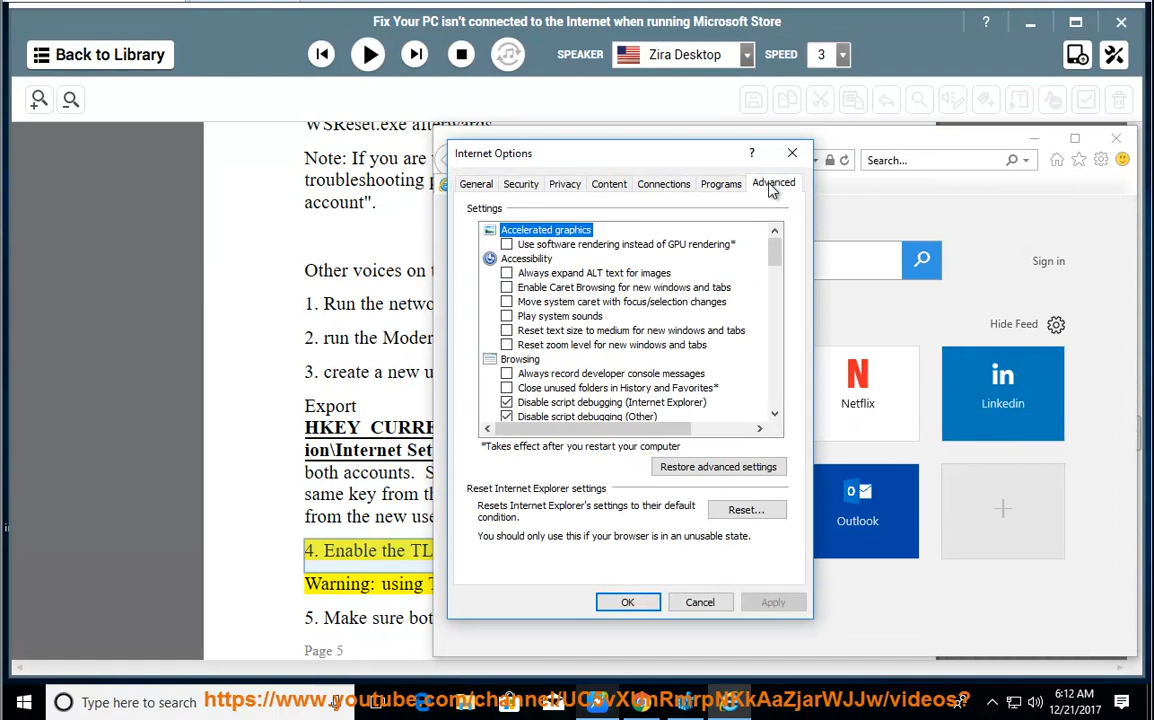 Fix Your PC isn't connected to the Internet when running Microsoft Store
Back to Library
SPEAKER
Zira Desktop
SPEED
3
WSReset.exe afterwards
Note: If you are
troubleshooting p
account".
Other voices on t
1. Run the netwo
2. run the Moder
3. create a new u
Export
HKEY_CURRE
ion\Internet Set
both accounts. S
same key from th
from the new use
4. Enable the TL
Warning: using T
5. Make sure bot
Page 5
Internet Options
?
General
Security
Privacy
Content
Connections
Programs
Advanced
Settings
Accelerated graphics
Use software rendering instead of GPU rendering*
Accessibility
Always expand ALT text for images
Enable Caret Browsing for new windows and tabs
Move system caret with focus/selection changes
Play system sounds
Reset text size to medium for new windows and tabs
Reset zoom level for new windows and tabs
Browsing
Always record developer console messages
Close unused folders in History and Favorites*
Disable script debugging (Internet Explorer)
Disable script debugging (Other)
*Takes effect after you restart your computer
Restore advanced settings
Reset Internet Explorer settings
Resets Internet Explorer's settings to their default
condition.
Reset...
You should only use this if your browser is in an unusable state.
OK
Cancel
Apply
Search...
Sign in
Hide Feed
Netflix
in
Linkedin
Outlook
Type here to search
6:12 AM
12/21/2017